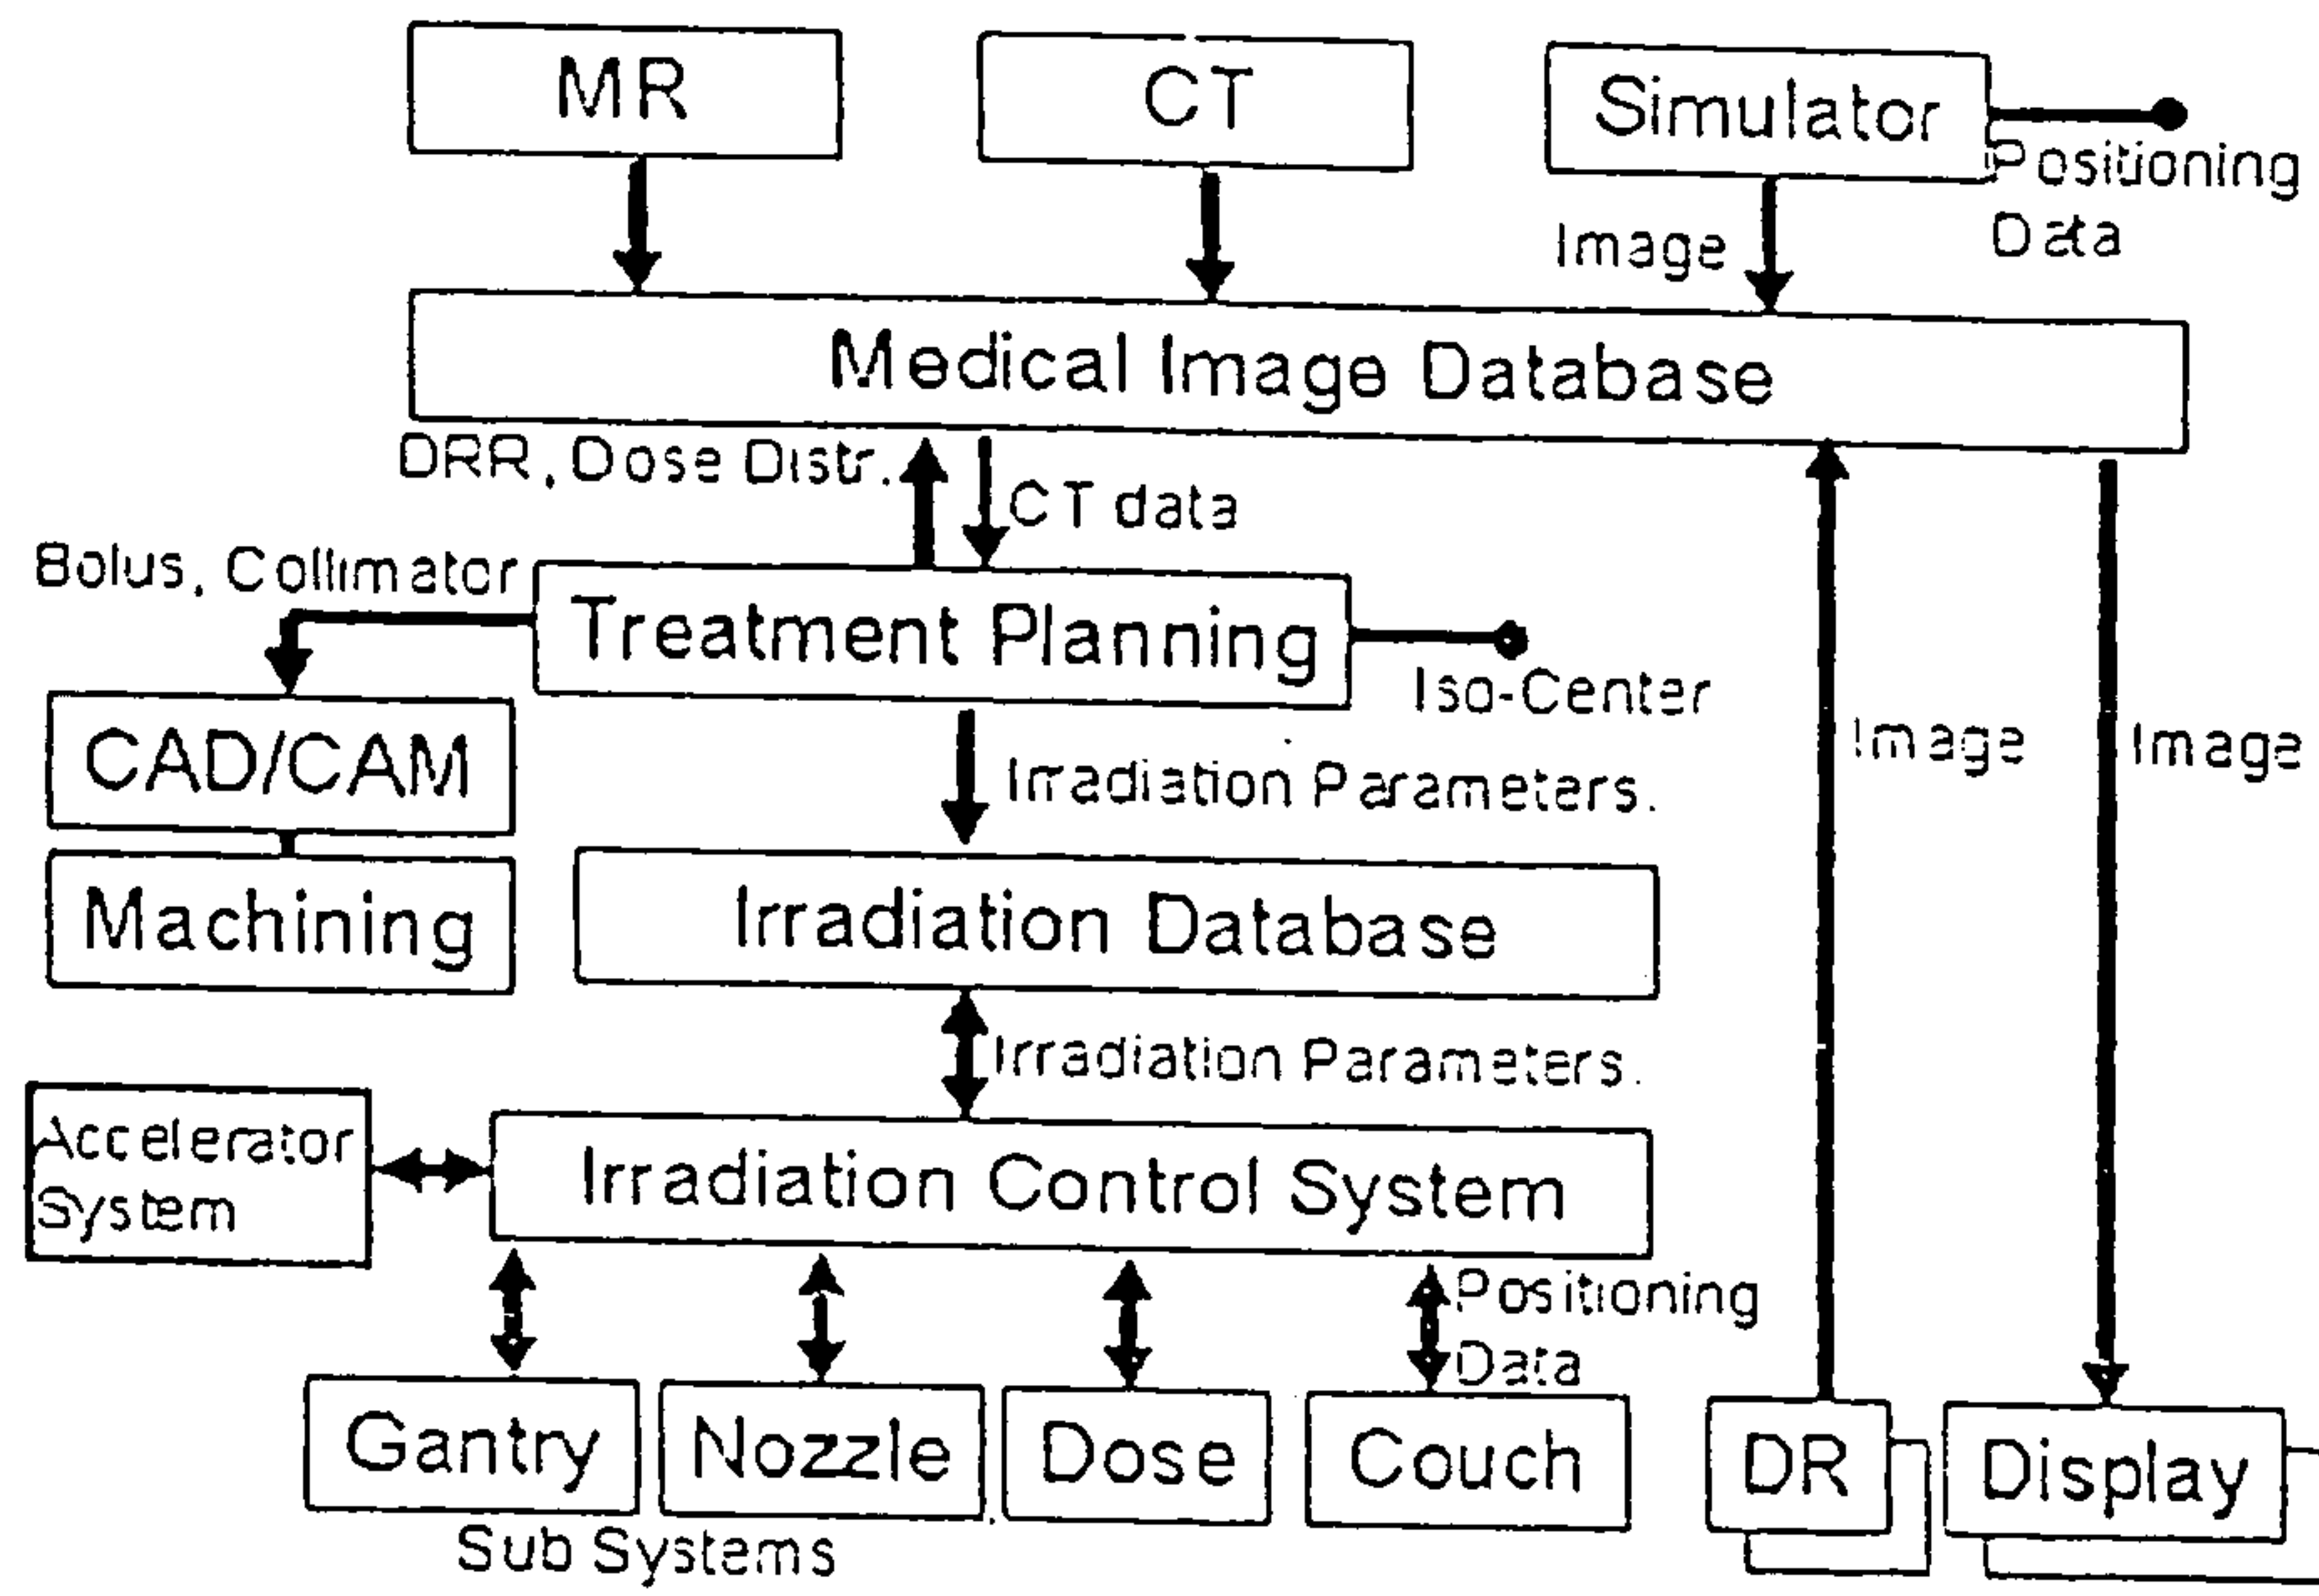 MR
CT
Simulator
Positioning
Data
Image
Medical Image Database
DRR, Dose Distr.
CT data
Bolus, Collimator
Treatment Planning
Iso-Center
CAD/CAM
Irradiation Parameters.
Image
Image
Machining
Irradiation Database
Irradiation Parameters.
Accelerator
System
Irradiation Control System
Positioning
Data
Gantry
Nozzle
Dose
Couch
DR
Display
Sub Systems